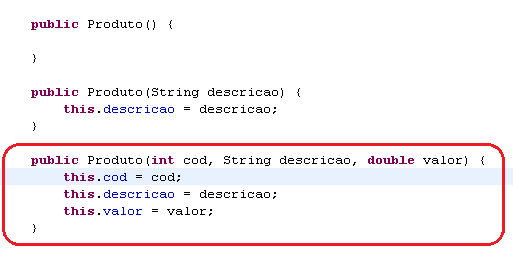 public Produto() {
}
public Produto(String descricao) {
this.descricao = descricao;
}
public Produto(int cod, String descricao, double valor) {
this.cod = cod;
this.descricao = descricao;
this.valor = valor;
}